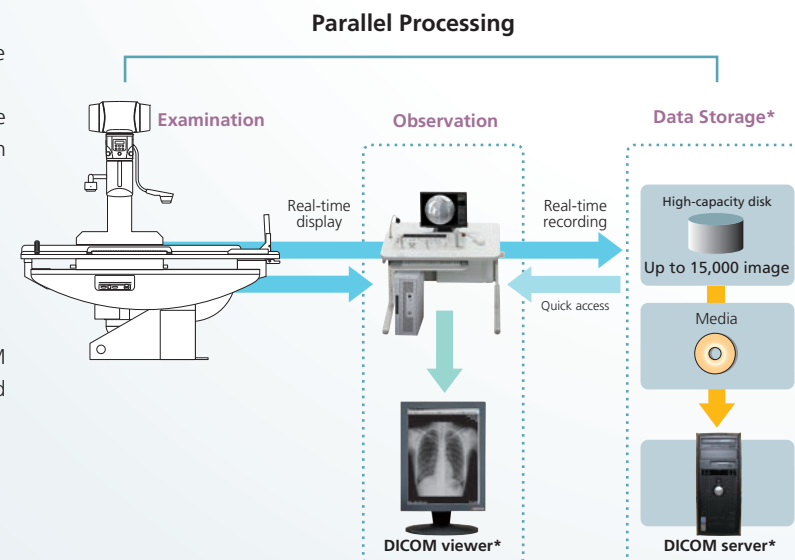 Parallel Processing
Examination
Observation
Data Storage*
Real-time
display
Real-time
recording
Quick access
High-capacity disk
Up to 15,000 image
Media
DICOM viewer*
DICOM server*